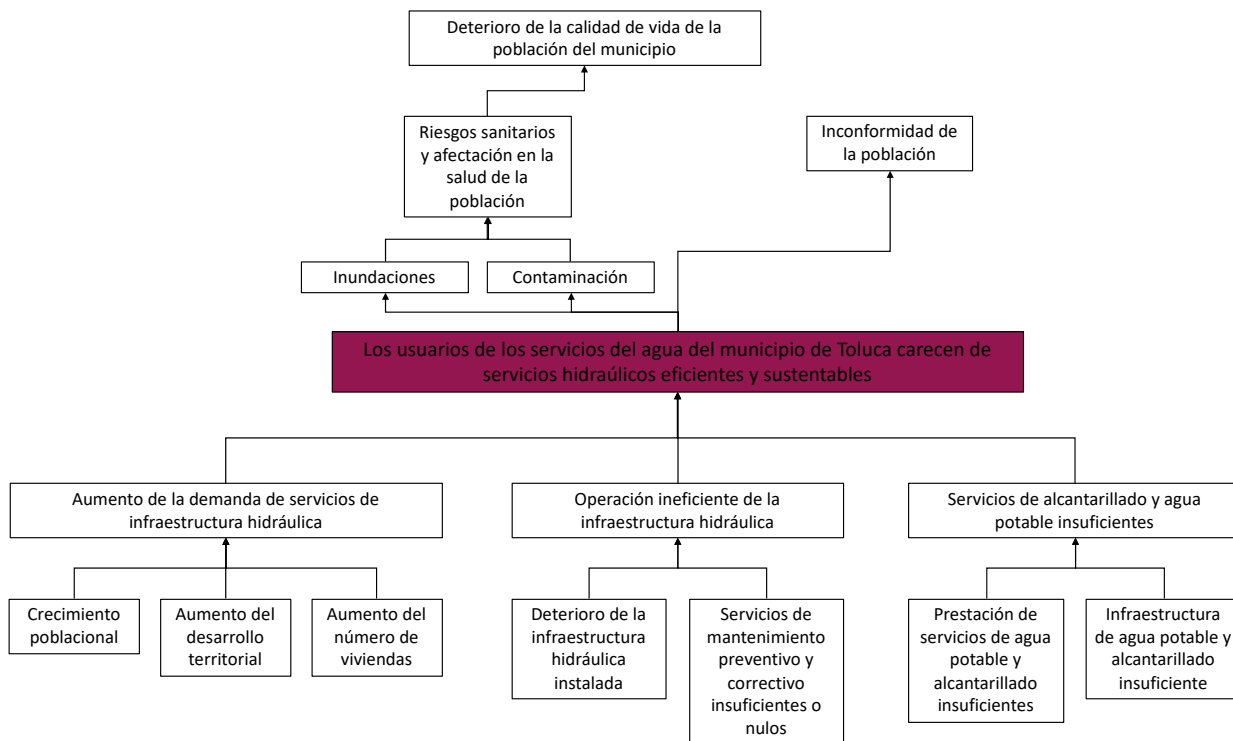 Deterioro de la calidad de vida de la
población del municipio
Riesgos sanitarios
y afectación en la
salud de la
población
Inconformidad de
la población
Inundaciones
Contaminación
Los usuarios de los servicios del agua del municipio de Toluca carecen de
servicios hidraúlicos eficientes y sustentables
Aumento de la demanda de servicios de
infraestructura hidráulica
Operación ineficiente de la
infraestructura hidráulica
Servicios de alcantarillado y agua
potable insuficientes
Crecimiento
poblacional
Aumento del
desarrollo
territorial
Aumento del
número de
viviendas
Deterioro de la
infraestructura
hidráulica
instalada
Servicios de
mantenimiento
preventivo y
correctivo
insuficientes o
nulos
Prestación de
servicios de agua
potable y
alcantarillado
insuficientes
Infraestructura
de agua potable y
alcantarillado
insuficiente